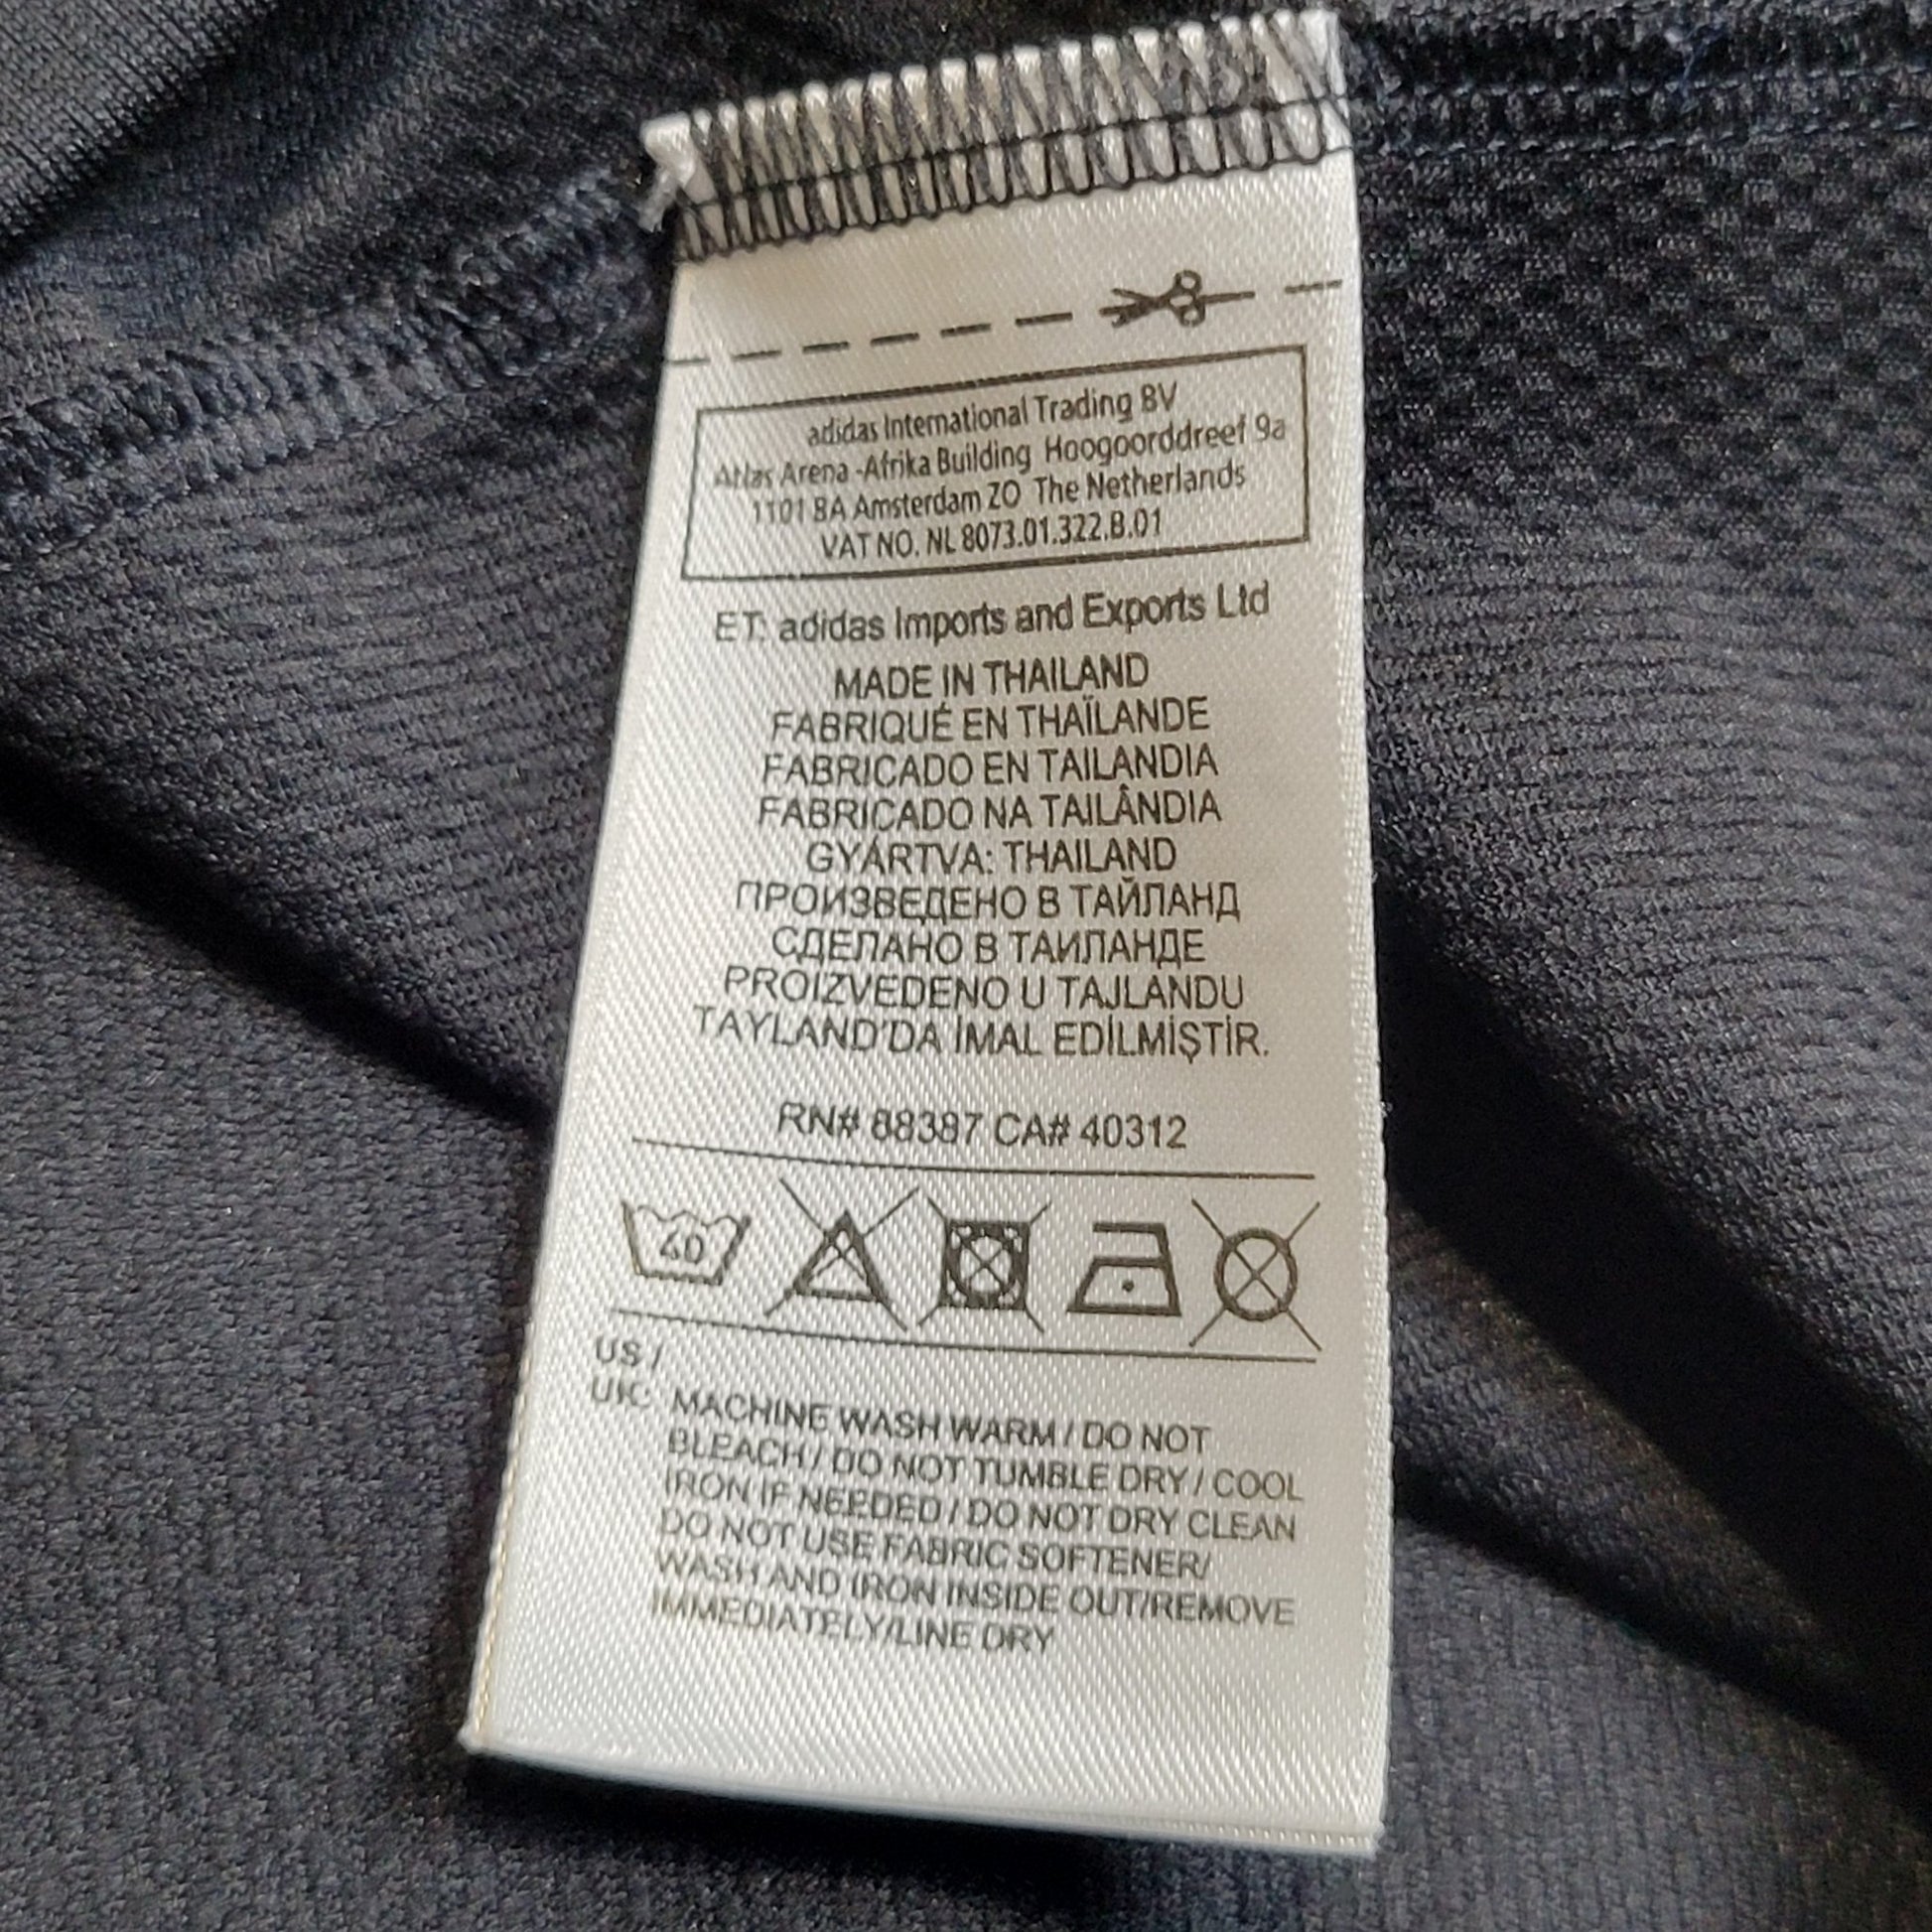 adidas International Trading BV
Atlas Arena -Afrika Building Hoogoorddreef 9a
1101 BA Amsterdam ZO The Netherlands
VAT NO. NL 8073.01.322.B.01
ET: adidas Imports and Exports Ltd
MADE IN THAILAND
FABRIQUÉ EN THAÏLANDE
FABRICADO EN TAILANDIA
FABRICADO NA TAILÂNDIA
GYÁRTVA: THAILAND
ПРОИЗВЕДЕНО В ТАЙЛАНД
СДЕЛАНО В ТАИЛАНДЕ
PROIZVEDENO U TAJLANDU
TAYLAND'DA İMAL EDİLMİŞTİR.
RN# 88387 CA# 40312
40
US /
UK: MACHINE WASH WARM / DO NOT
BLEACH / DO NOT TUMBLE DRY / COOL
IRON IF NEEDED / DO NOT DRY CLEAN
DO NOT USE FABRIC SOFTENER/
WASH AND IRON INSIDE OUT/REMOVE
IMMEDIATELY/LINE DRY